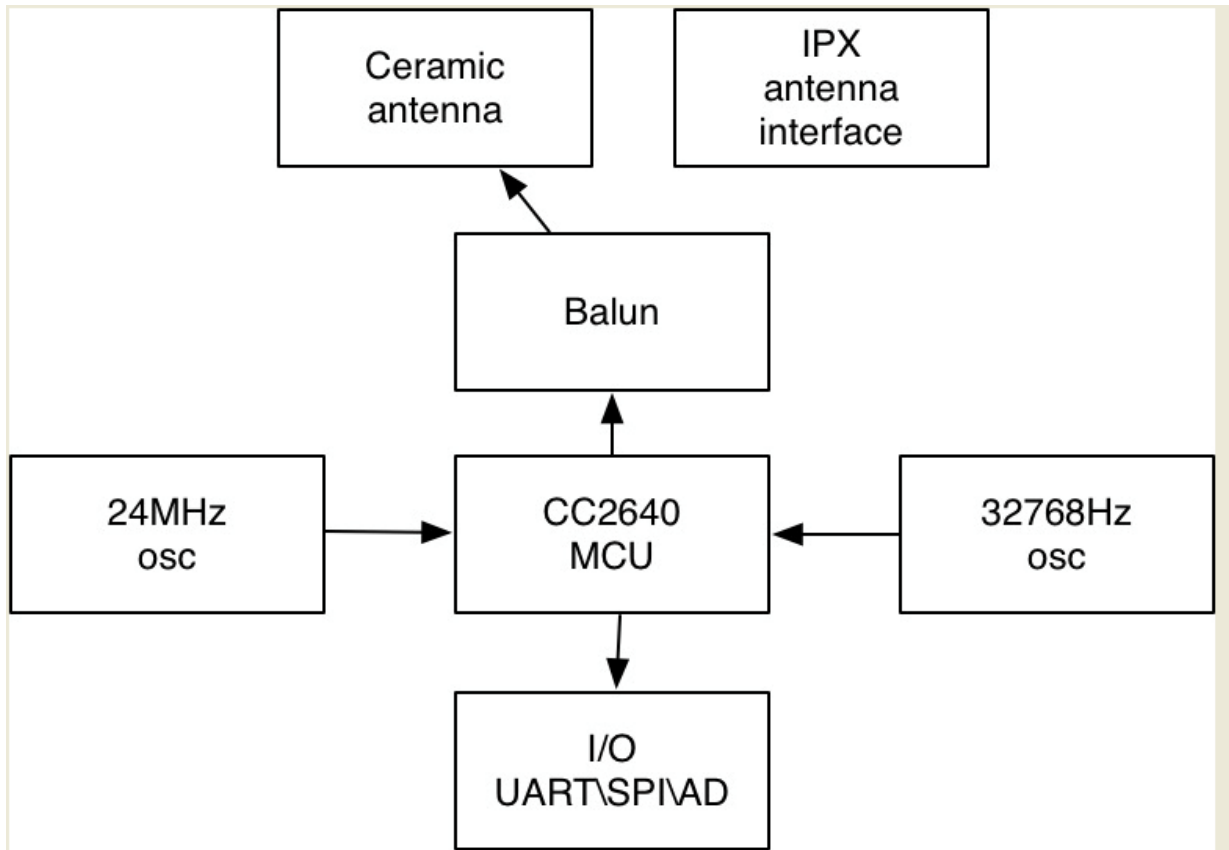 Ceramic
antenna
IPX
antenna
interface
Balun
24MHz
osc
CC2640
MCU
32768Hz
osc
I/O
UART\SPI\AD